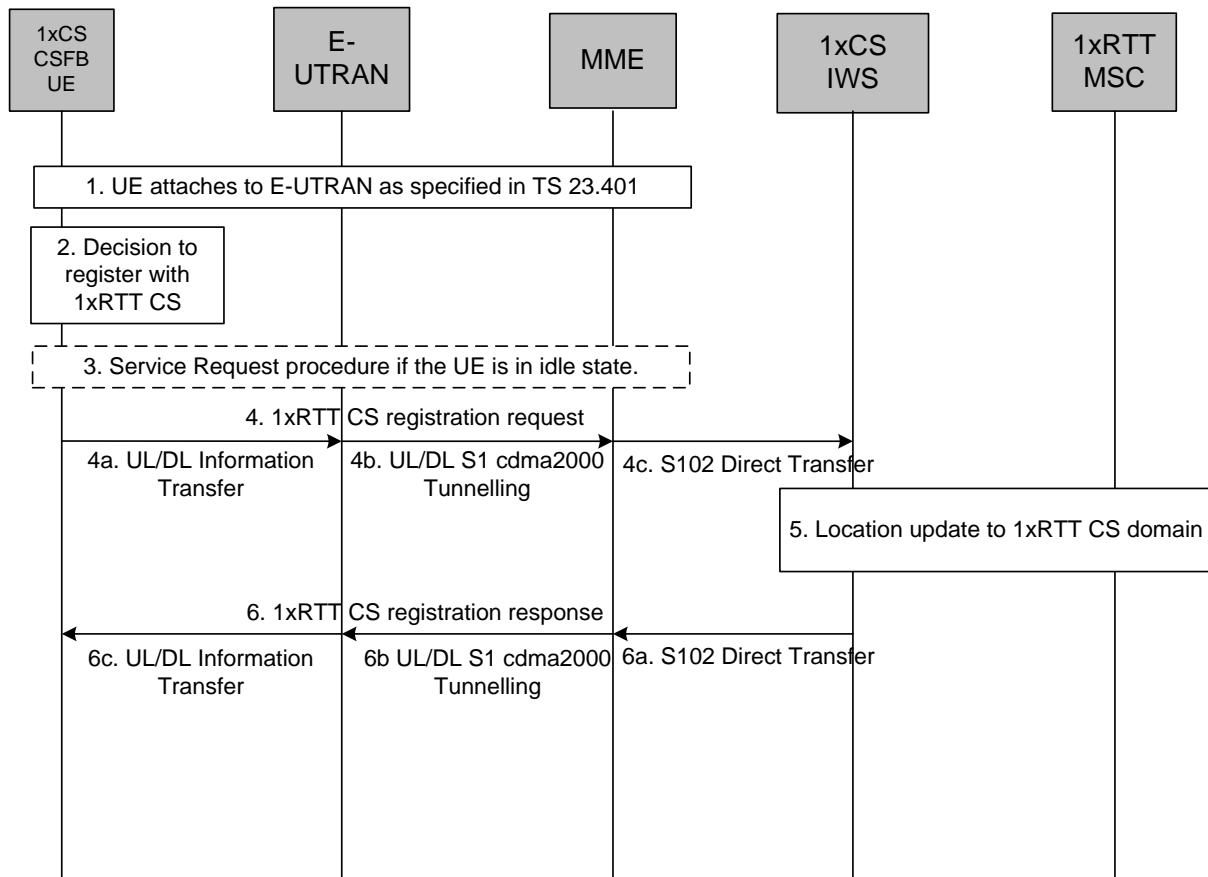 1xCS
CSFB
UE
E-
UTRAN
MME
1xCS
IWS
1xRTT
MSC
1. UE attaches to E-UTRAN as specified in TS 23.401
2. Decision to
register with
1xRTT CS
3. Service Request procedure if the UE is in idle state.
4. 1xRTT CS registration request
4a. UL/DL Information
Transfer
4b. UL/DL S1 cdma2000
Tunnelling
4c. S102 Direct Transfer
5. Location update to 1xRTT CS domain
6. 1xRTT CS registration response
6c. UL/DL Information
Transfer
6b UL/DL S1 cdma2000
Tunnelling
6a. S102 Direct Transfer